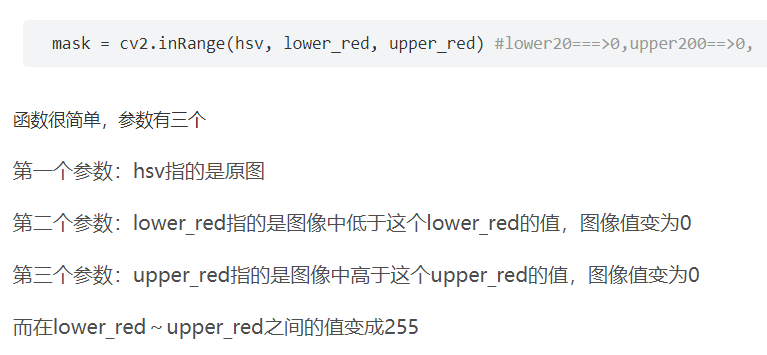 mask = cv2.inRange(hsv, lower_red, upper_red) #lower20===>0,upper200==>0,
函数很简单，参数有三个
第一个参数：hsv指的是原图
第二个参数：lower_red指的是图像中低于这个lower_red的值，图像值变为0
第三个参数：upper_red指的是图像中高于这个upper_red的值，图像值变为0
而在lower_red～upper_red之间的值变成255